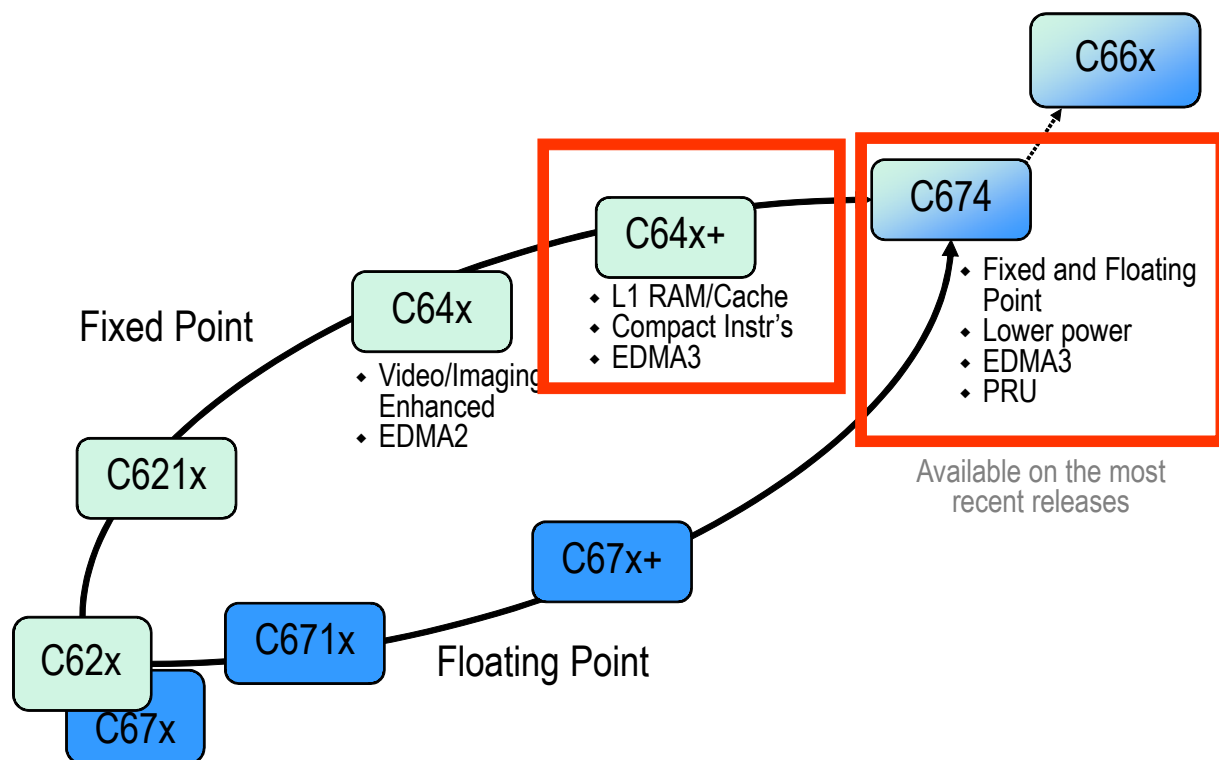 C66x
C674
◆ Fixed and Floating
Point
◆ Lower power
◆ EDMA3
◆ PRU
Available on the most
recent releases
C64x+
◆ L1 RAM/Cache
◆ Compact Instr’s
◆ EDMA3
C64x
◆ Video/Imaging
Enhanced
◆ EDMA2
Fixed Point
C621x
C67x+
C671x
Floating Point
C62x
C67x